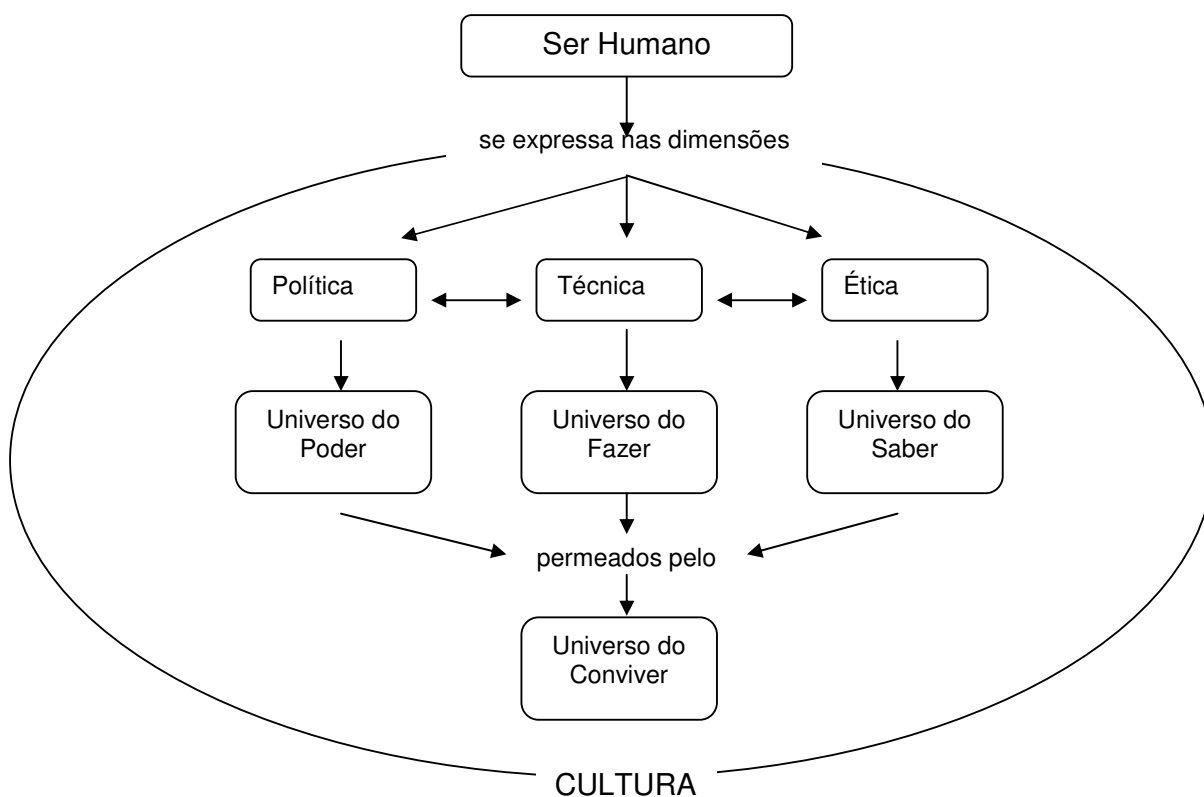 Ser Humano
se expressa nas dimensões
Política
Técnica
Ética
Universo do
Poder
Universo do
Fazer
Universo do
Saber
permeados pelo
Universo do
Conviver
CULTURA